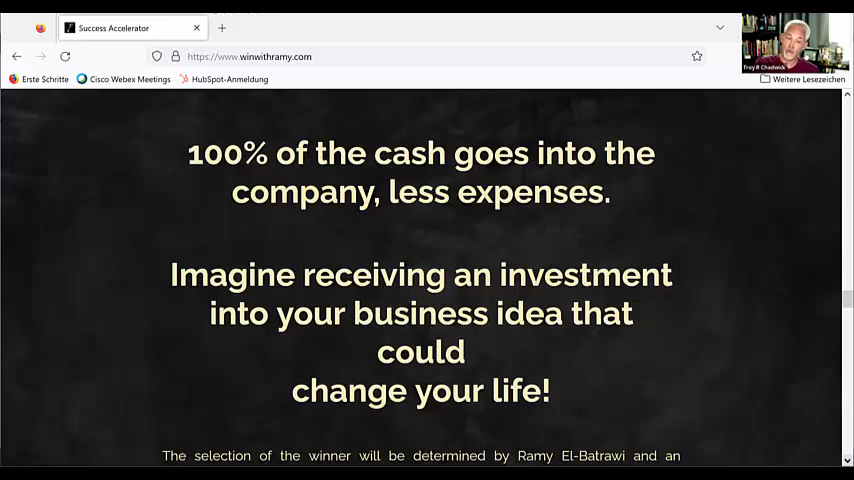 Success Accelerator
https://www.winwithramy.com
Erste Schritte
Cisco Webex Meetings
HubSpot-Anmeldung
Weitere Lesezeichen
Troy R Chadwick
100% of the cash goes into the
company, less expenses.
Imagine receiving an investment
into your business idea that
could
change your life!
The selection of the winner will be determined by Ramy El-Batrawi and an